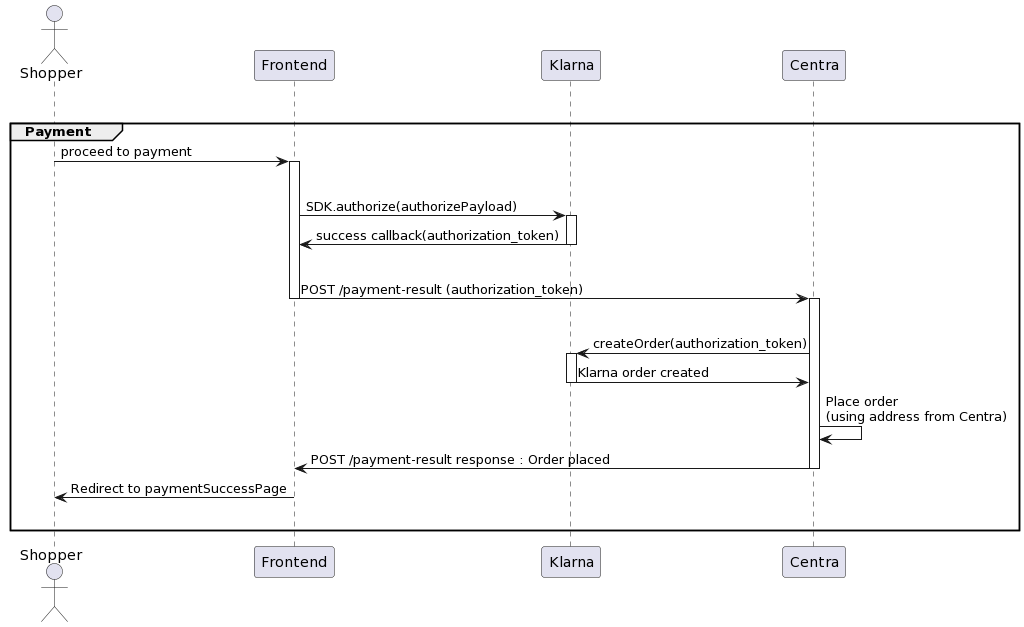 Shopper
Frontend
Klarna
Centra
Payment
proceed to payment
SDK.authorize(authorizePayload)
success callback(authorization_token)
POST /payment-result (authorization_token)
createOrder(authorization_token)
Klarna order created
Place order
(using address from Centra)
POST /payment-result response : Order placed
Redirect to paymentSuccessPage
Shopper
Frontend
Klarna
Centra